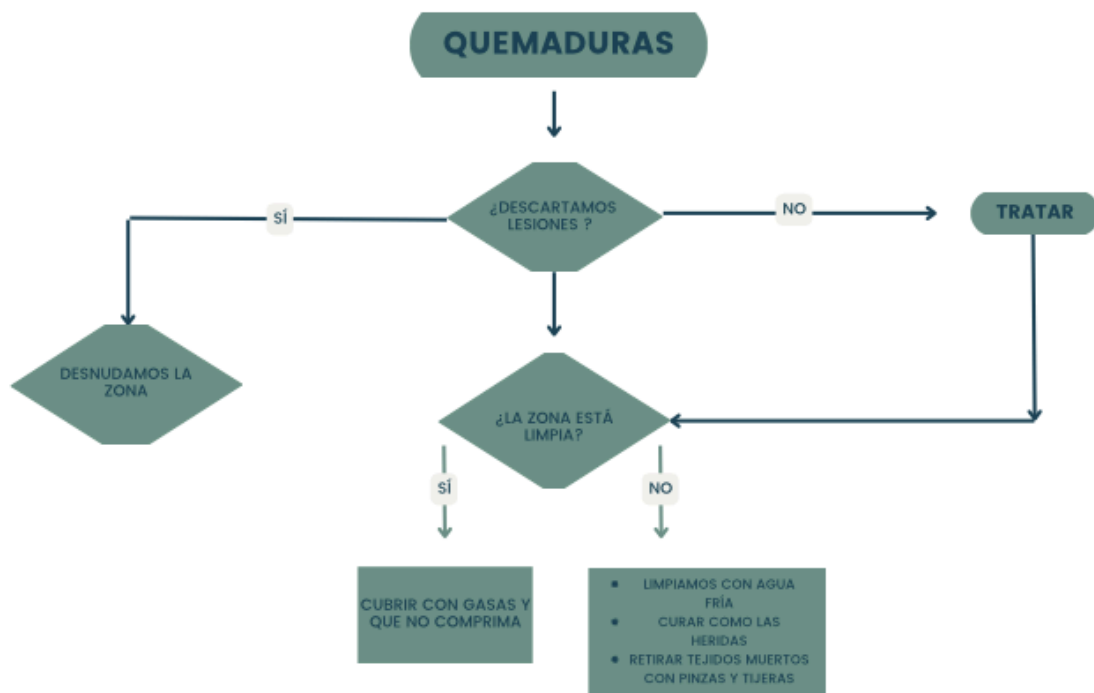 QUEMADURAS
¿DESCARTAMOS
LESIONES ?
SÍ
NO
TRATAR
DESNUDAMOS LA
ZONA
¿LA ZONA ESTÁ
LIMPIA?
SÍ
NO
CUBRIR CON GASAS Y
QUE NO COMPRIMA
• LIMPIAMOS CON AGUA
FRÍA
• CURAR COMO LAS
HERIDAS
• RETIRAR TEJIDOS MUERTOS
CON PINZAS Y TIJERAS